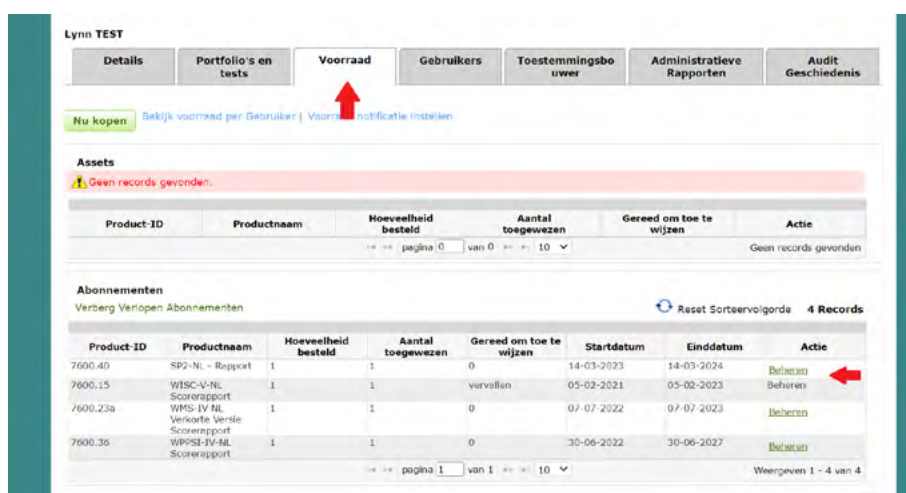 Lynn TEST
Details Portfolio's en tests Voorraad Gebruikers Toestemmingsbo uwer Administratieve Rapporten Audit Geschiedenis
Nu kopen Bekijk voorraad per Gebruiker | Voorraad notificatie instellen
Assets
Geen records gevonden.
Product-ID Productnaam Hoeveelheid besteld Aantal toegewezen Gereed om toe te wijzen Actie
pagina 0 van 0 10 Geen records gevonden
Abonnementen
Verberg Verlopen Abonnementen Reset Sorteervolgorde 4 Records
Product-ID Productnaam Hoeveelheid besteld Aantal toegewezen Gereed om toe te wijzen Startdatum Einddatum Actie
7600.40 SP2-NL - Rapport 1 1 0 14-03-2023 14-03-2024 Beheren
7600.15 WISC-V-NL Scorerapport 1 1 vervallen 05-02-2021 05-02-2023 Beheren
7600.23a WMS-IV-NL Verkorte Versie Scorerapport 1 1 0 07-07-2022 07-07-2023 Beheren
7600.36 WPPSI-IV-NL Scorerapport 1 1 0 30-06-2022 30-06-2027 Beheren
pagina 1 van 1 10 Weergeven 1 - 4 van 4